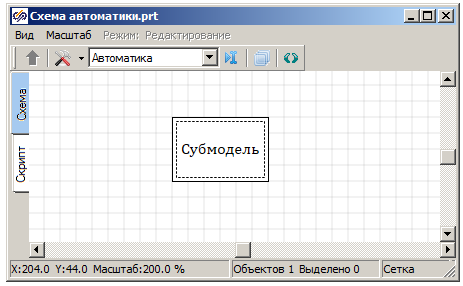 Схема автоматики.prt
Вид Масштаб Режим: Редактирование
Автоматика
Схема
Скрипт
Субмодель
X:204.0 Y:44.0 Масштаб:200.0 % Объектов 1 Выделено 0 Сетка